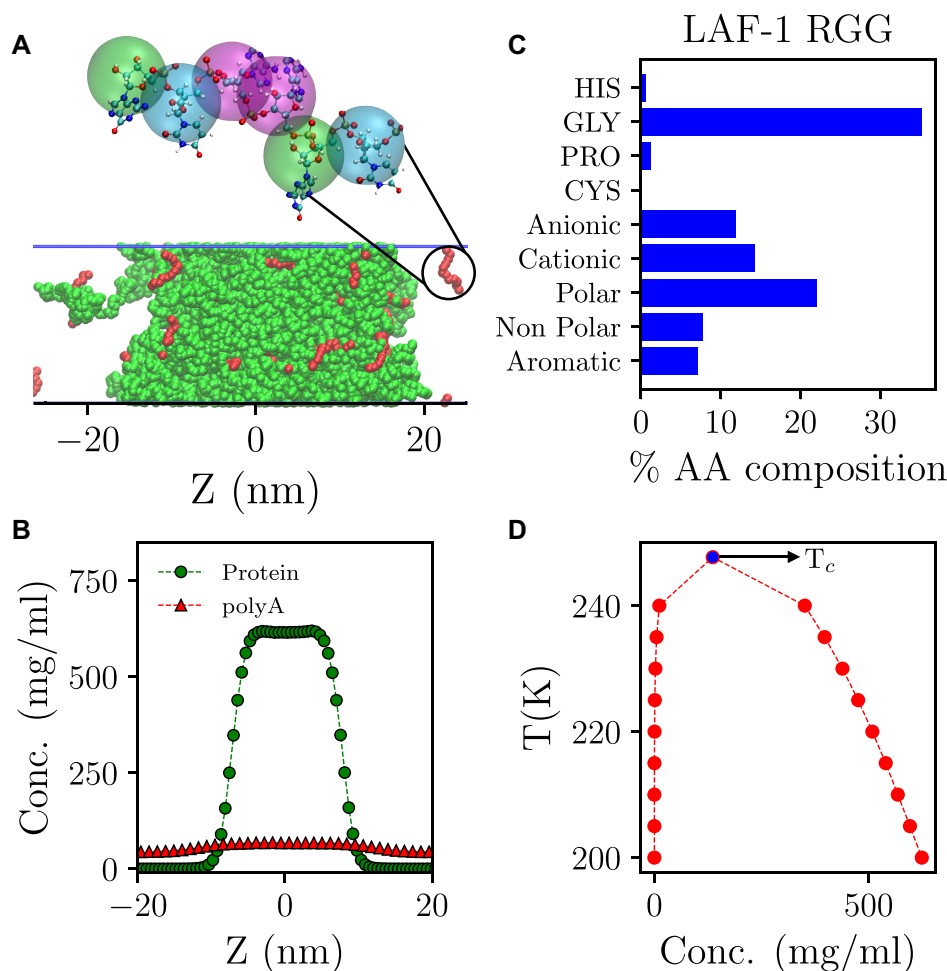 A
−20
0
20
Z (nm)
C
LAF-1 RGG
HIS
GLY
PRO
CYS
Anionic
Cationic
Polar
Non Polar
Aromatic
0
10
20
30
% AA composition
B
Protein
polyA
750
500
250
0
−20
0
20
Conc. (mg/ml)
Z (nm)
D
T_c
240
220
200
0
500
T(K)
Conc. (mg/ml)